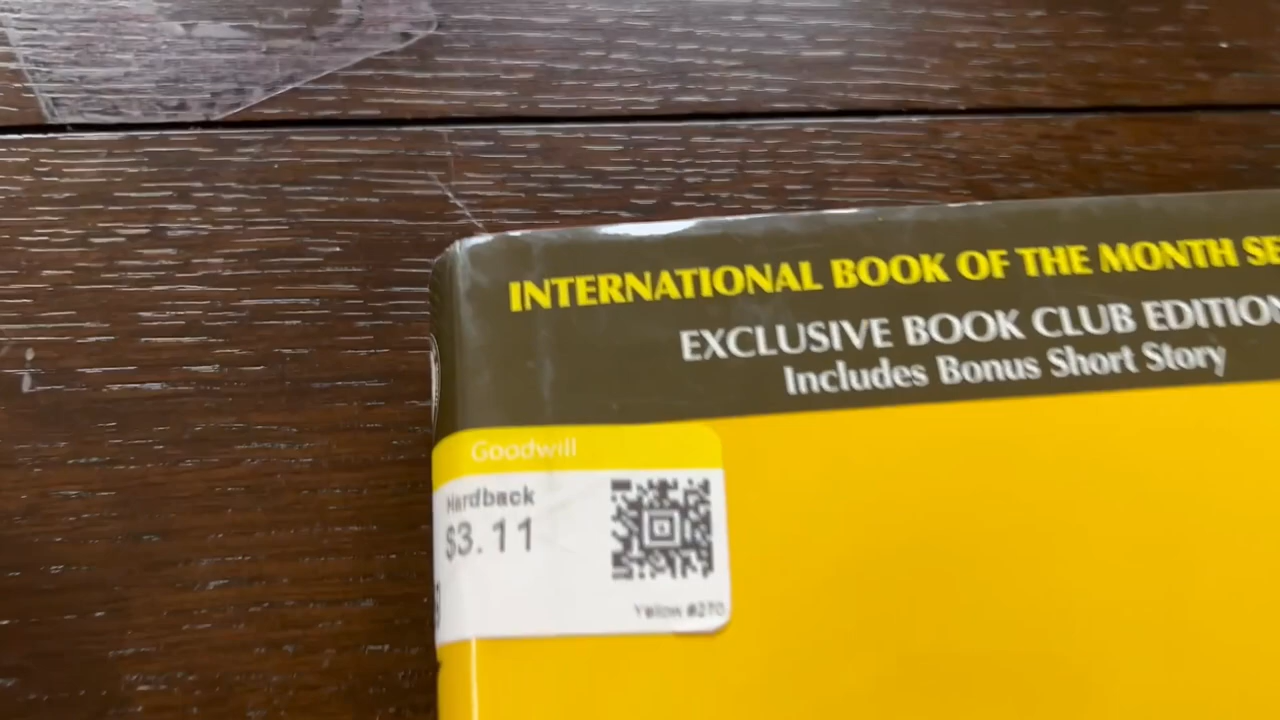 INTERNATIONAL BOOK OF THE MONTH SE
EXCLUSIVE BOOK CLUB EDITION
Includes Bonus Short Story
Goodwill
Hardback
$3.11
Yellow #270